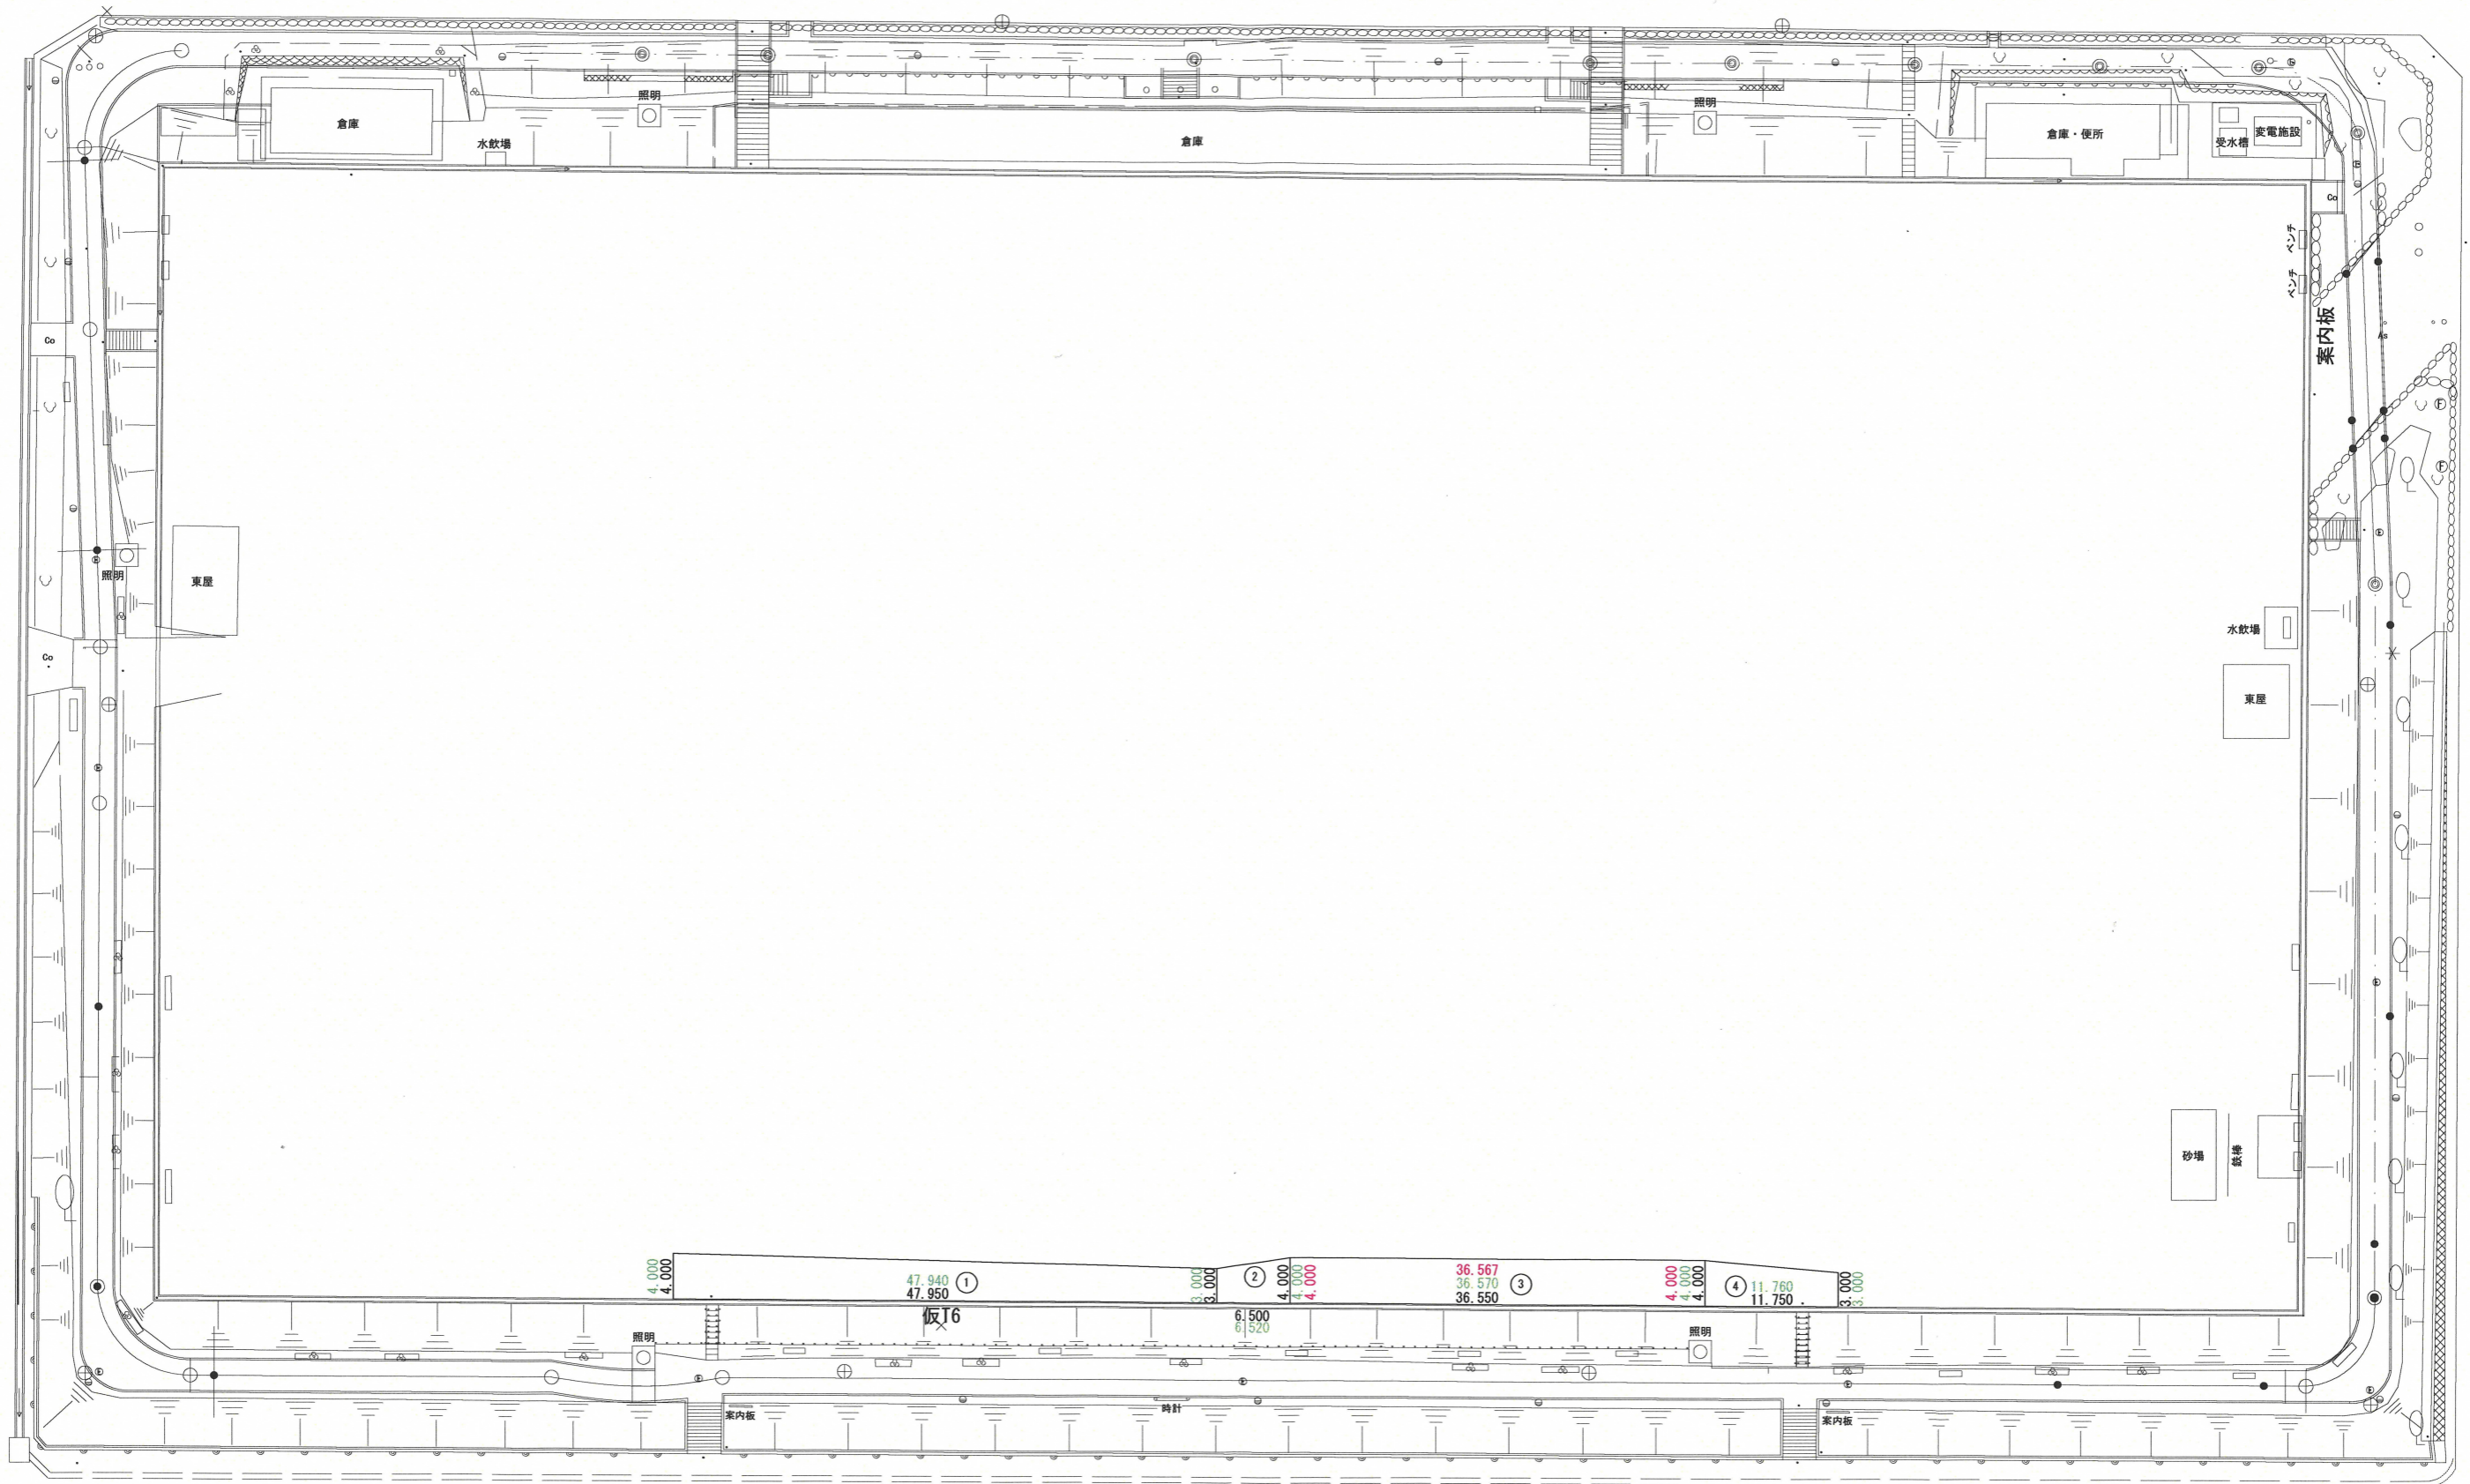 照明
照明
倉庫
水飲場
倉庫
倉庫・便所
受水槽
変電施設
Co
ベンチ
ベンチ
案内板
As
Co
F
F
照明
東屋
水飲場
Co
東屋
砂場
鉄棒
4.000
4.000
47.940
①
47.950
3.000
3.000
②
4.000
4.000
4.000
36.567
36.570
③
36.550
4.000
4.000
4.000
④
11.760
11.750
3.000
3.000
仮T6
6.500
6.520
照明
照明
案内板
時計
案内板